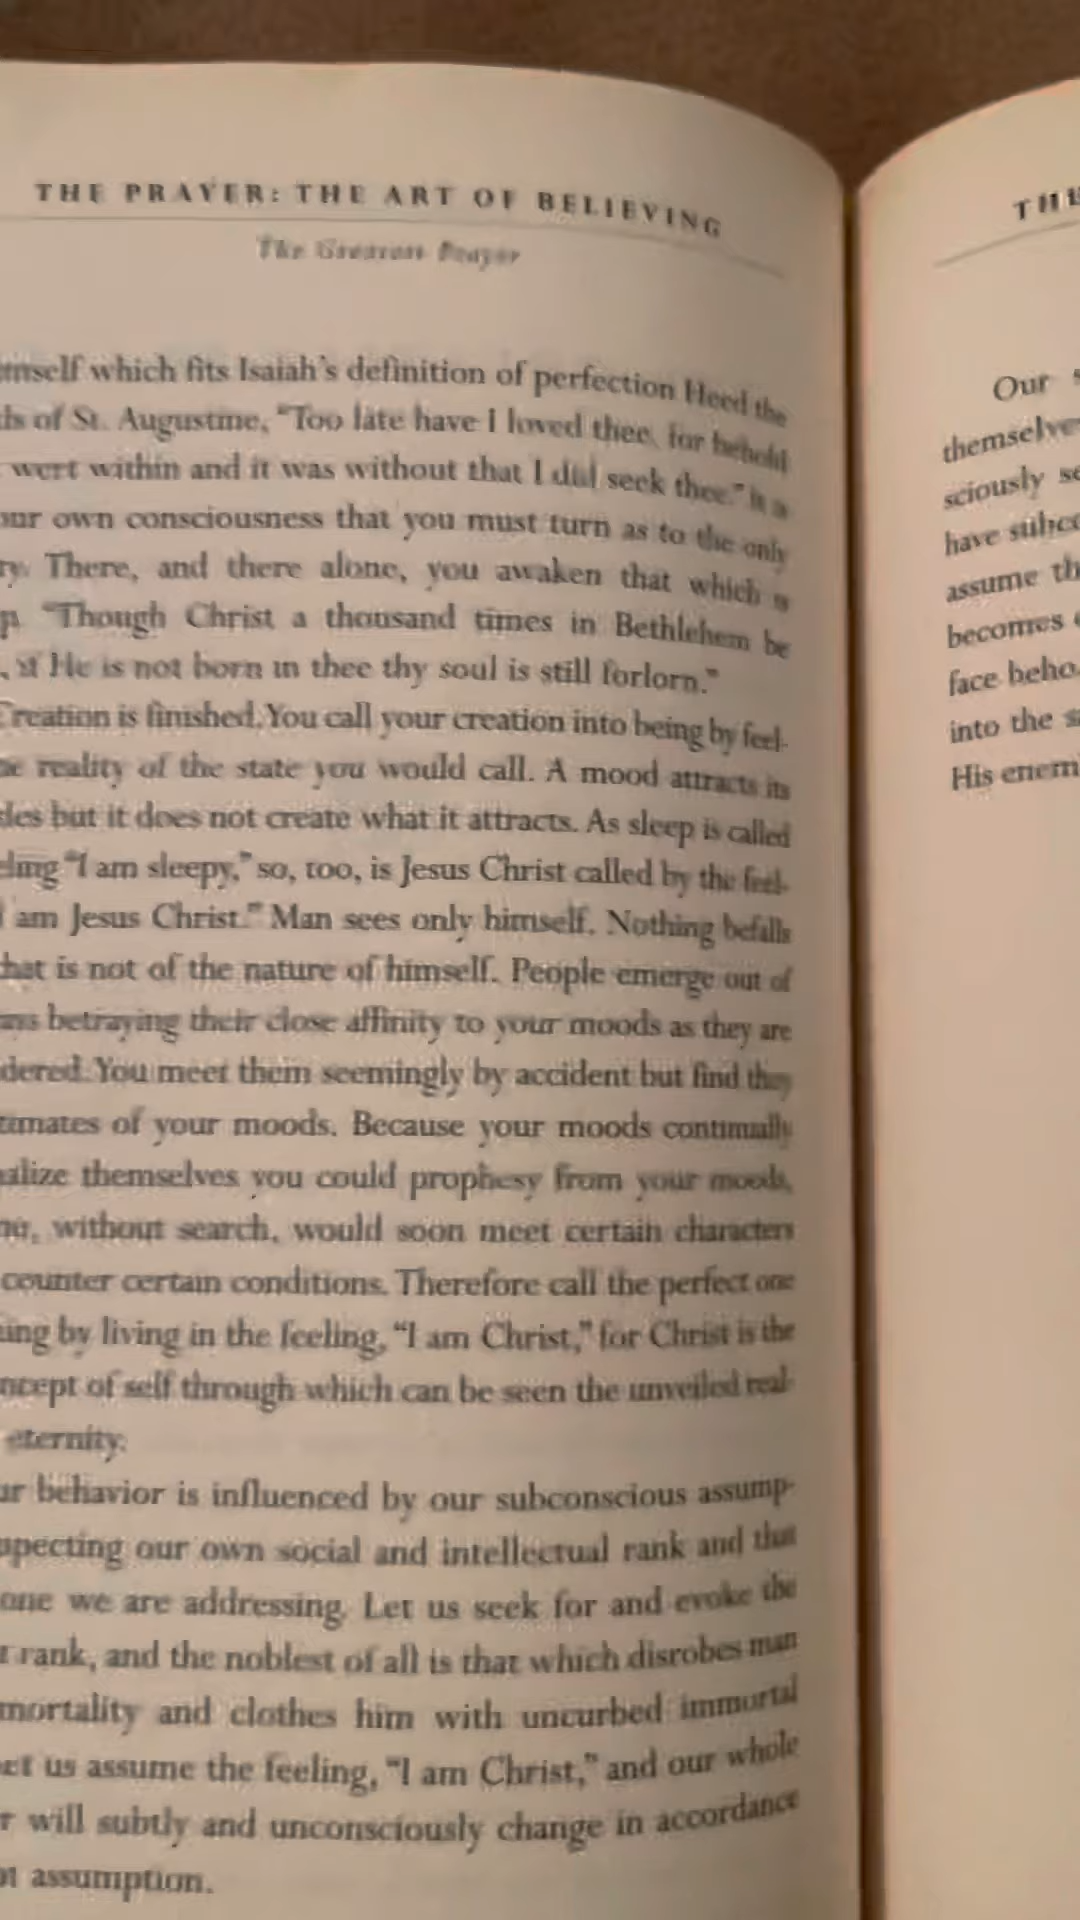 THE PRAYER: THE ART OF BELIEVING
The Greatest Prayer
mself which fits Isaiah's definition of perfection Heed the
ds of St. Augustine, "Too late have I loved thee, for behold
wert within and it was without that I did seek thee." It is
our own consciousness that you must turn as to the only
ry. There, and there alone, you awaken that which is
p. "Though Christ a thousand times in Bethlehem be
, if He is not born in thee thy soul is still forlorn."
Creation is finished. You call your creation into being by feel-
he reality of the state you would call. A mood attracts its
des but it does not create what it attracts. As sleep is called
eling "I am sleepy," so, too, is Jesus Christ called by the feel-
I am Jesus Christ." Man sees only himself. Nothing befalls
that is not of the nature of himself. People emerge out of
ass betraying their close affinity to your moods as they are
dered. You meet them seemingly by accident but find they
timates of your moods. Because your moods continually
alize themselves you could prophesy from your moods,
ou, without search, would soon meet certain characters
counter certain conditions. Therefore call the perfect one
ing by living in the feeling, "I am Christ," for Christ is the
ncept of self through which can be seen the unveiled real-
eternity.
ur behavior is influenced by our subconscious assump-
specting our own social and intellectual rank and that
one we are addressing. Let us seek for and evoke the
t rank, and the noblest of all is that which disrobes man
mortality and clothes him with uncurbed immortal
et us assume the feeling, "I am Christ," and our whole
r will subtly and unconsciously change in accordance
assumption.
THE
Our s
themselve
sciously se
have subco
assume th
becomes
face beho
into the s
His enem